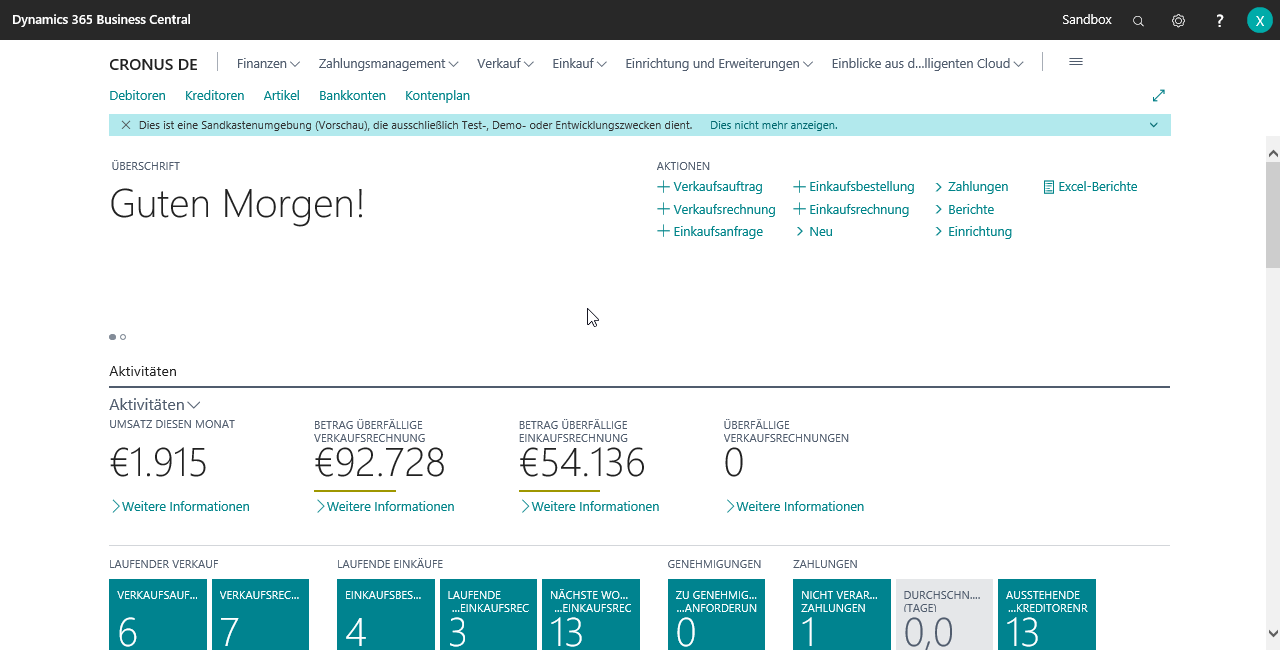 Dynamics 365 Business Central
Sandbox
?
X
CRONUS DE
Finanzen
Zahlungsmanagement
Verkauf
Einkauf
Einrichtung und Erweiterungen
Einblicke aus d...lligenten Cloud
Debitoren
Kreditoren
Artikel
Bankkonten
Kontenplan
Dies ist eine Sandkastenumgebung (Vorschau), die ausschließlich Test-, Demo- oder Entwicklungszwecken dient.
Dies nicht mehr anzeigen.
ÜBERSCHRIFT
Guten Morgen!
AKTIONEN
Verkaufsauftrag
Einkaufsbestellung
Zahlungen
Excel-Berichte
Verkaufsrechnung
Einkaufsrechnung
Berichte
Einkaufsanfrage
Neu
Einrichtung
Aktivitäten
Aktivitäten
UMSATZ DIESEN MONAT
€1.915
Weitere Informationen
BETRAG ÜBERFÄLLIGE
VERKAUFSRECHNUNG
€92.728
Weitere Informationen
BETRAG ÜBERFÄLLIGE
EINKAUFSRECHNUNG
€54.136
Weitere Informationen
ÜBERFÄLLIGE
VERKAUFSRECHNUNGEN
0
Weitere Informationen
LAUFENDER VERKAUF
VERKAUFSAUF...
6
VERKAUFSREC...
7
LAUFENDE EINKÄUFE
EINKAUFSBES...
4
LAUFENDE
...EINKAUFSREC
3
NÄCHSTE WO...
...EINKAUFSREC
13
GENEHMIGUNGEN
ZU GENEHMIG...
...ANFORDERUN
0
ZAHLUNGEN
NICHT VERAR...
ZAHLUNGEN
1
DURCHSCHN....
(TAGE)
0,0
AUSSTEHENDE
...KREDITORENR
13